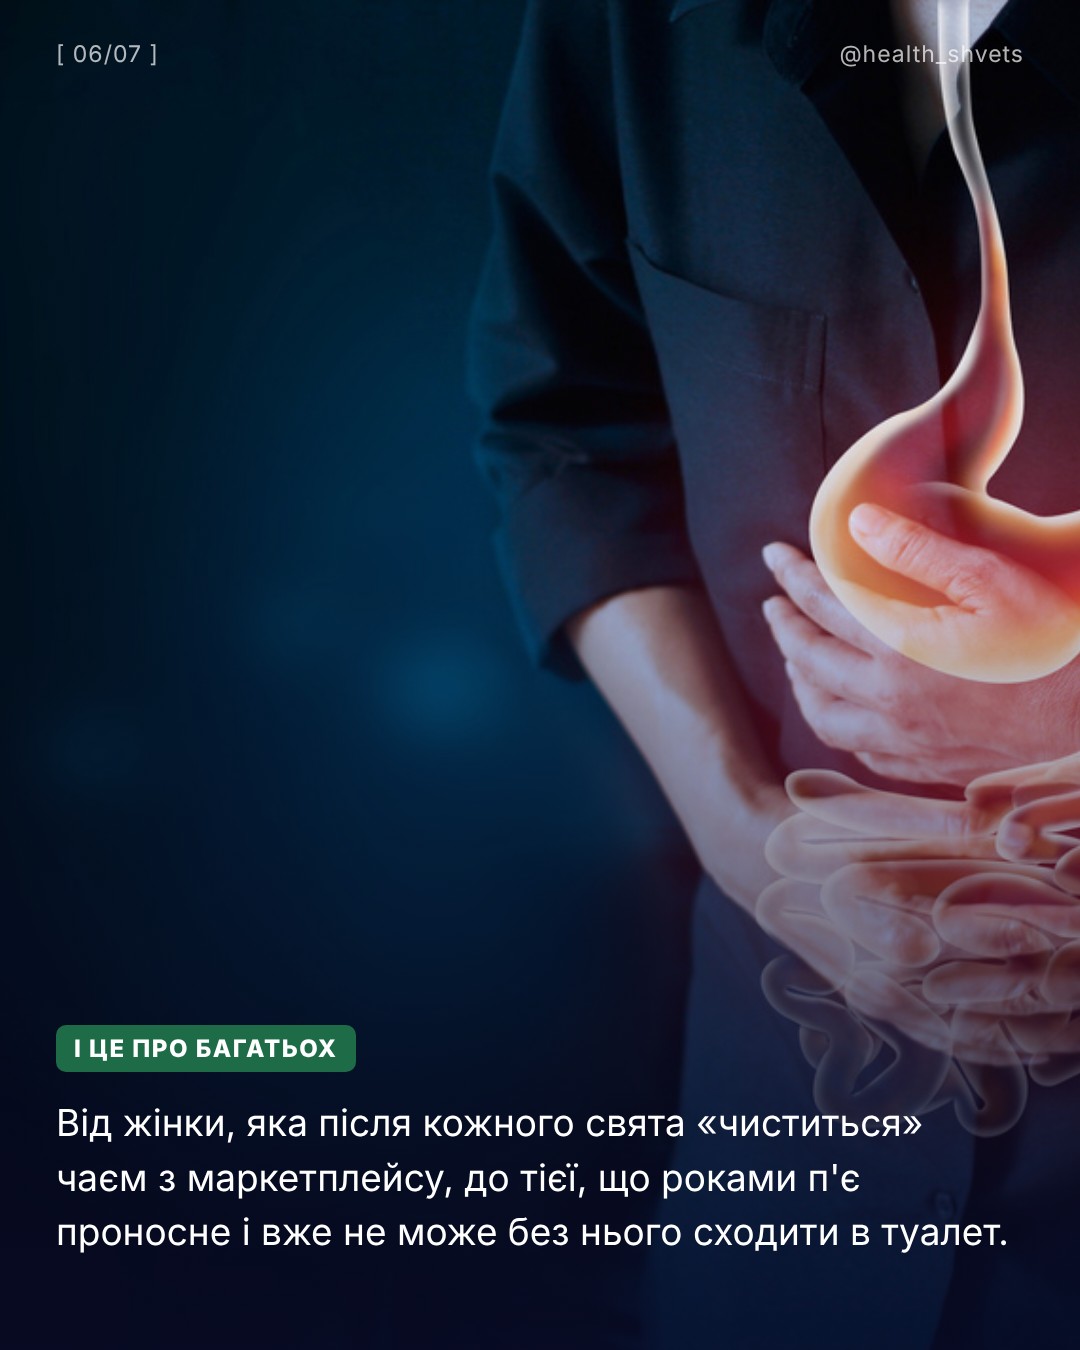 [ 06/07 ]
@health_shvets
І ЦЕ ПРО БАГАТЬОХ
Від жінки, яка після кожного свята «чиститься»
чаєм з маркетплейсу, до тієї, що роками п'є
проносне і вже не може без нього сходити в туалет.